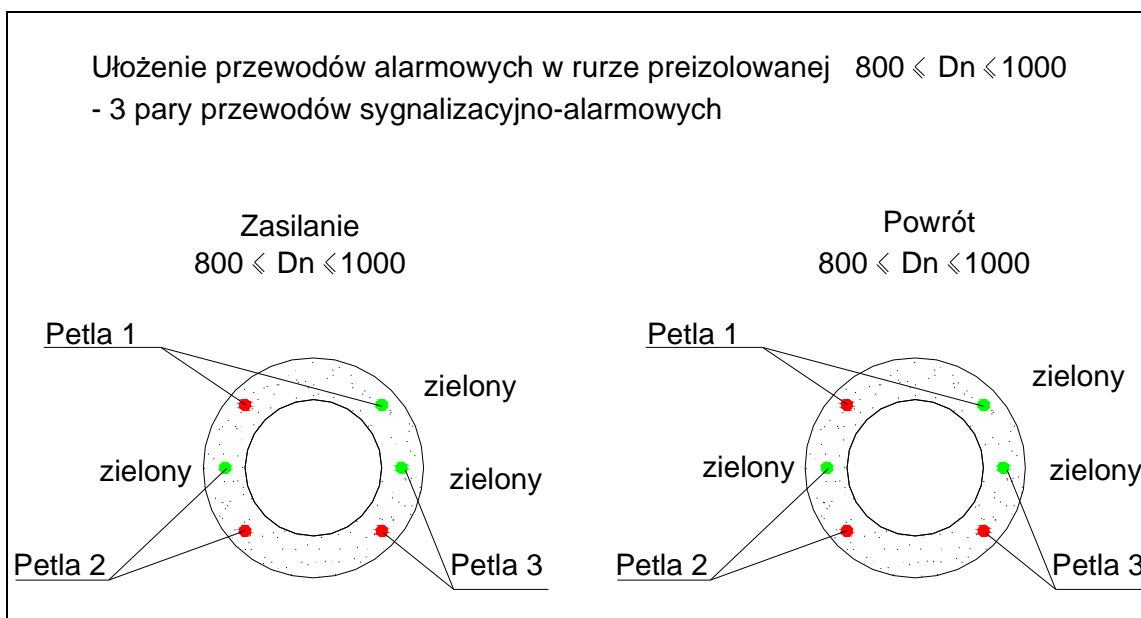 Ułożenie przewodów alarmowych w rurze preizolowanej 800 ⩽ Dn ⩽1000
- 3 pary przewodów sygnalizacyjno-alarmowych
Zasilanie
800 ⩽ Dn ⩽1000
Powrót
800 ⩽ Dn ⩽1000
Petla 1
zielony
zielony
zielony
Petla 2
Petla 3
Petla 1
zielony
zielony
zielony
Petla 2
Petla 3